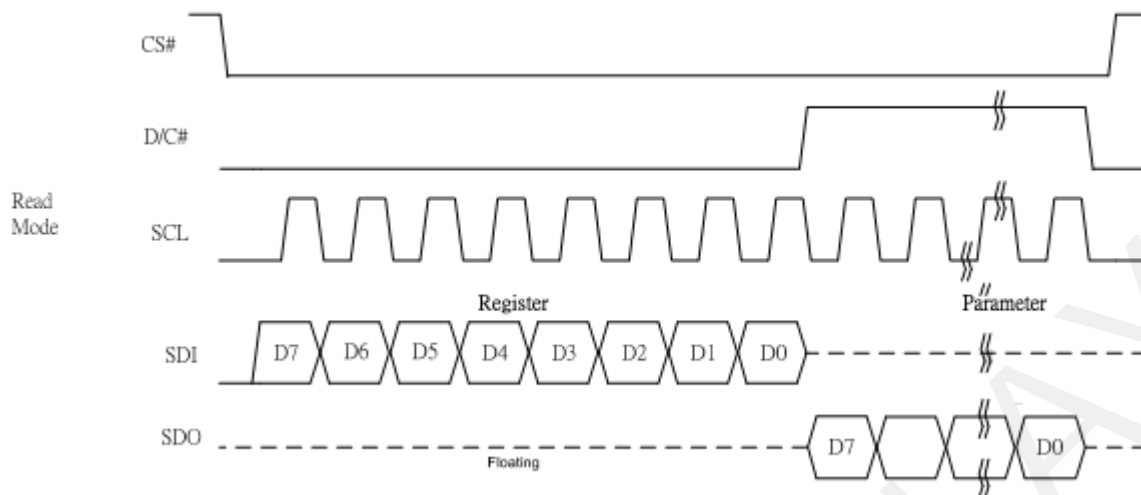 CS#
D/C#
Read
Mode
SCL
Register Parameter
SDI D7 D6 D5 D4 D3 D2 D1 D0
SDO D7 D0
Floating